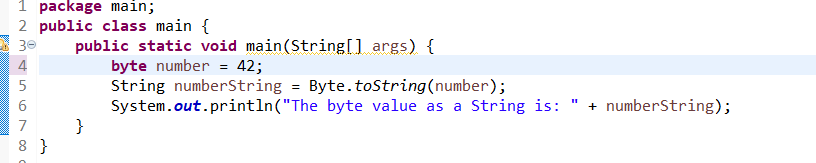 1 package main;
2 public class main {
3 public static void main(String[] args) {
4 byte number = 42;
5 String numberString = Byte.toString(number);
6 System.out.println("The byte value as a String is: " + numberString);
7 }
8 }